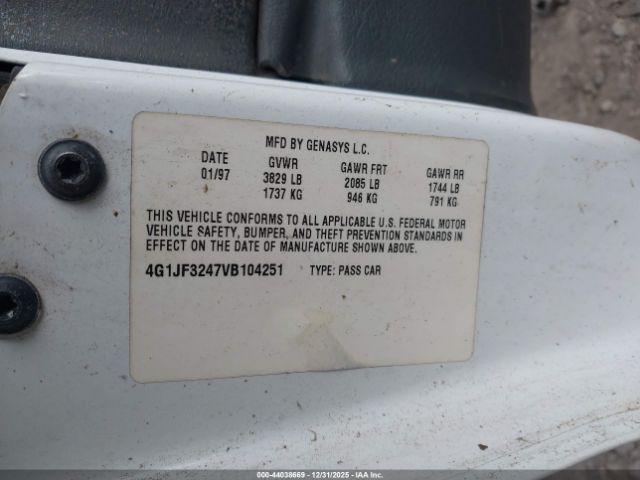 MFD BY GENASYS L.C.
DATE GVWR GAWR FRT GAWR RR
01/97 3829 LB 2085 LB 1744 LB
1737 KG 946 KG 791 KG
THIS VEHICLE CONFORMS TO ALL APPLICABLE U.S. FEDERAL MOTOR
VEHICLE SAFETY, BUMPER, AND THEFT PREVENTION STANDARDS IN
EFFECT ON THE DATE OF MANUFACTURE SHOWN ABOVE.
4G1JF3247VB104251 TYPE: PASS CAR
000-44038669 - 12/31/2025 - IAAI.COM